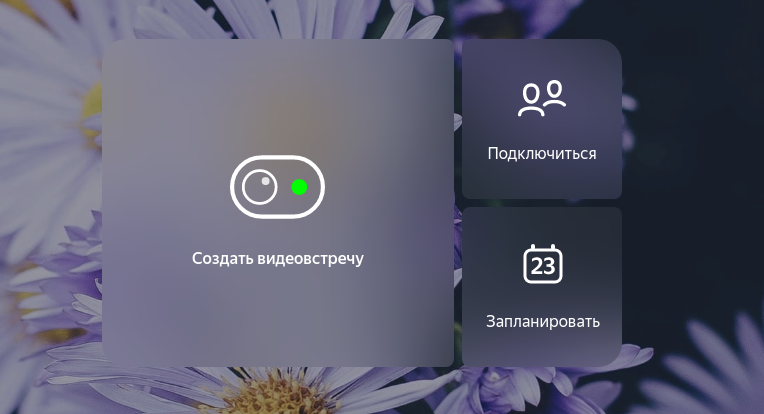 Создать видеовстречу
Подключиться
23
Запланировать